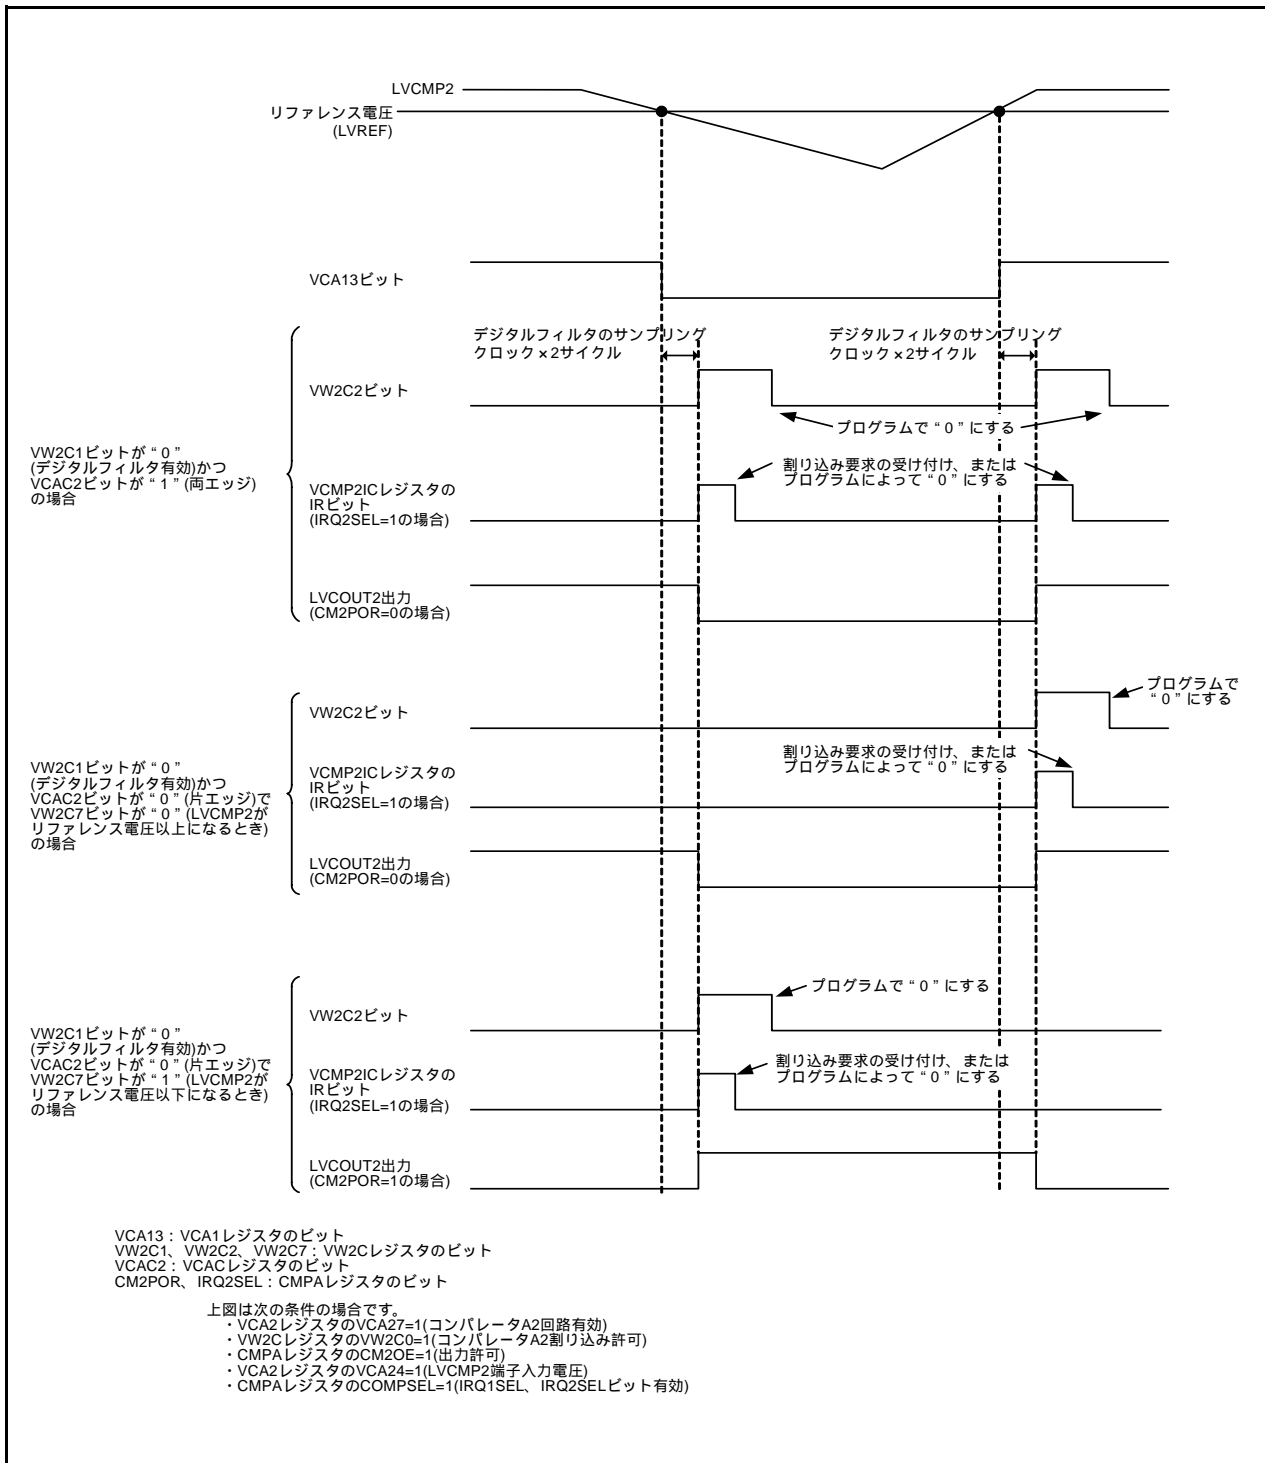 LVCMP2
リファレンス電圧
(LVREF)
VCA13ビット
デジタルフィルタのサンプリング
クロック×2サイクル
デジタルフィルタのサンプリング
クロック×2サイクル
VW2C2ビット
プログラムで“0”にする
VW2C1ビットが“0”
(デジタルフィルタ有効)かつ
VCAC2ビットが“1”(両エッジ)
の場合
割り込み要求の受け付け、または
プログラムによって“0”にする
VCMP2ICレジスタの
IRビット
(IRQ2SEL=1の場合)
LVCOUT2出力
(CM2POR=0の場合)
プログラムで
“0”にする
VW2C2ビット
割り込み要求の受け付け、または
プログラムによって“0”にする
VW2C1ビットが“0”
(デジタルフィルタ有効)かつ
VCAC2ビットが“0”(片エッジ)で
VW2C7ビットが“0”(LVCMP2が
リファレンス電圧以上になるとき)
の場合
VCMP2ICレジスタの
IRビット
(IRQ2SEL=1の場合)
LVCOUT2出力
(CM2POR=0の場合)
プログラムで“0”にする
VW2C2ビット
VW2C1ビットが“0”
(デジタルフィルタ有効)かつ
VCAC2ビットが“0”(片エッジ)で
VW2C7ビットが“1”(LVCMP2が
リファレンス電圧以下になるとき)
の場合
割り込み要求の受け付け、または
プログラムによって“0”にする
VCMP2ICレジスタの
IRビット
(IRQ2SEL=1の場合)
LVCOUT2出力
(CM2POR=1の場合)
VCA13：VCA1レジスタのビット
VW2C1、VW2C2、VW2C7：VW2Cレジスタのビット
VCAC2：VCACレジスタのビット
CM2POR、IRQ2SEL：CMPAレジスタのビット
上図は次の条件の場合です。
・VCA2レジスタのVCA27=1(コンパレータA2回路有効)
・VW2CレジスタのVW2C0=1(コンパレータA2割り込み許可)
・CMPAレジスタのCM2OE=1(出力許可)
・VCA2レジスタのVCA24=1(LVCMP2端子入力電圧)
・CMPAレジスタのCOMPSEL=1(IRQ1SEL、IRQ2SELビット有効)